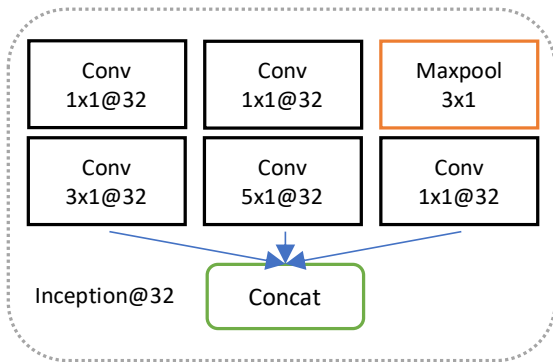 Conv
1x1@32
Conv
1x1@32
Maxpool
3x1
Conv
3x1@32
Conv
5x1@32
Conv
1x1@32
Inception@32
Concat